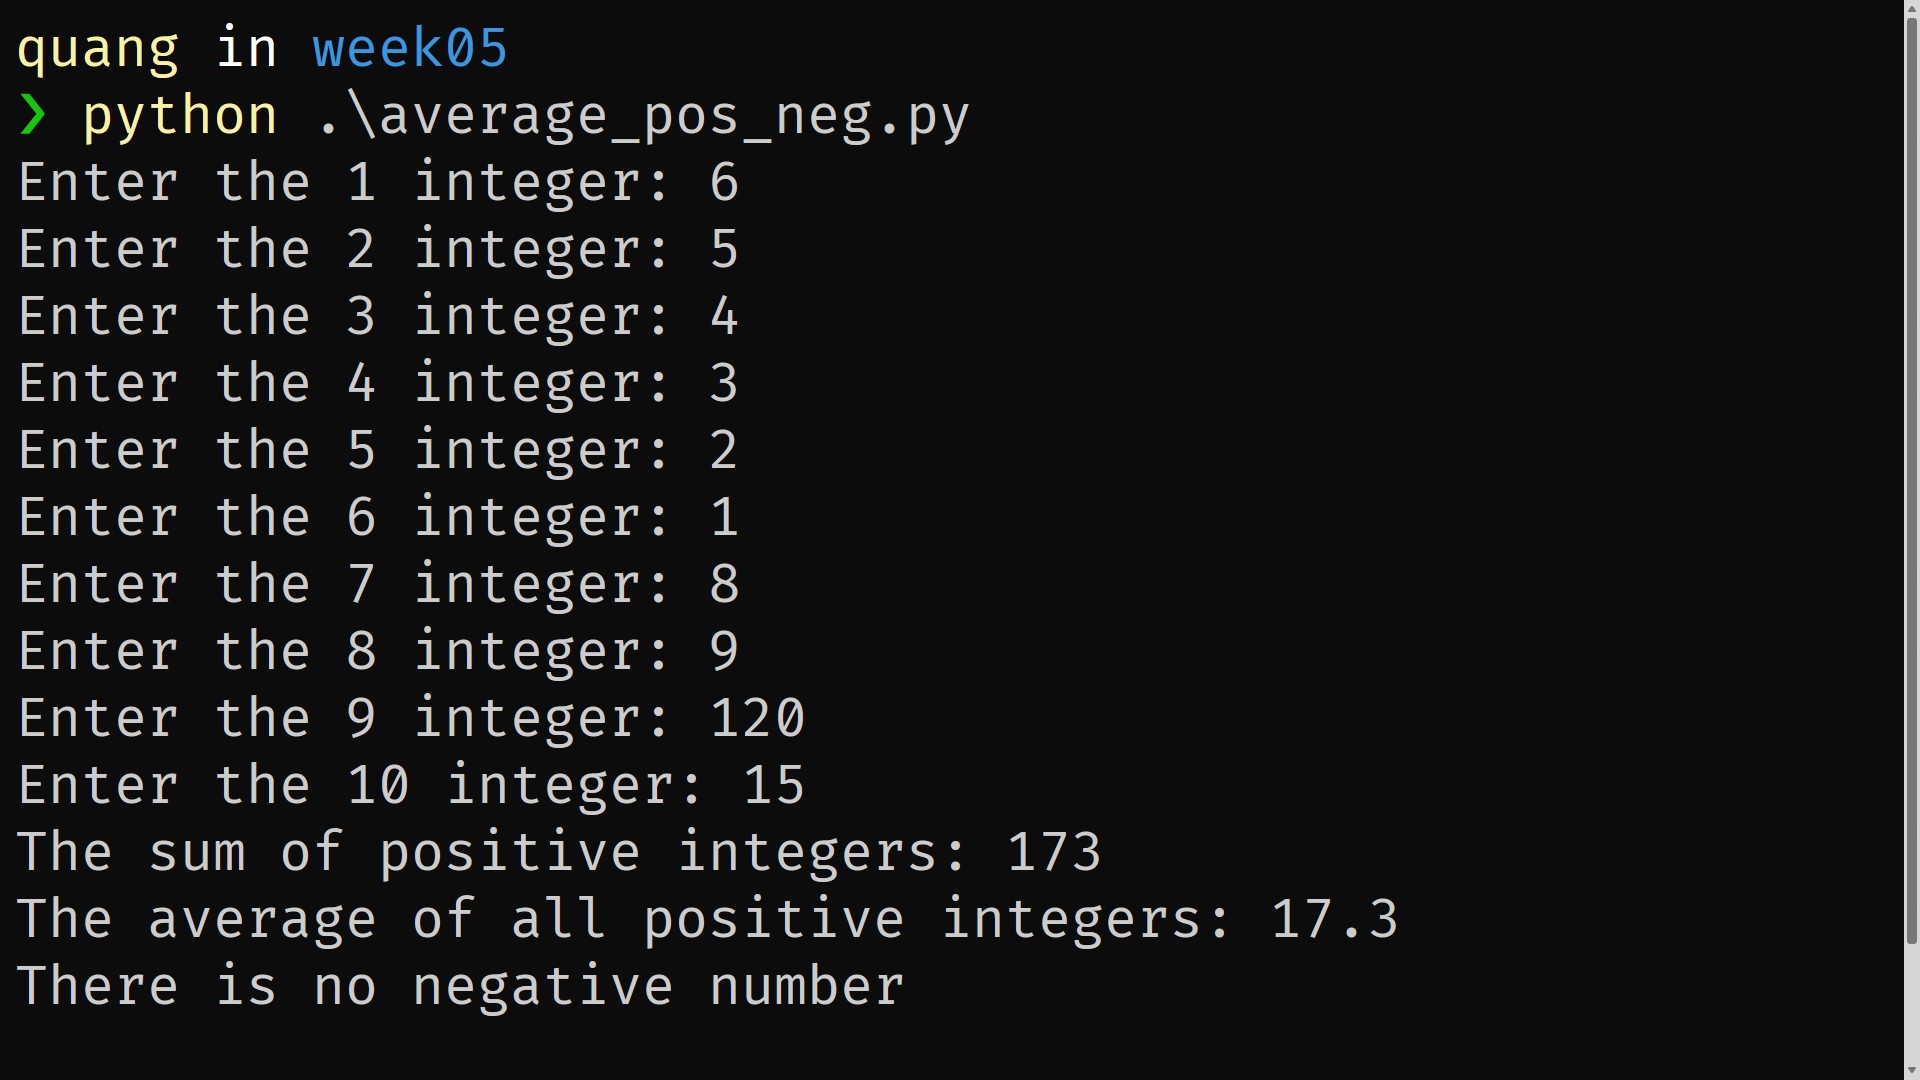 quang in week05
❯ python .\average_pos_neg.py
Enter the 1 integer: 6
Enter the 2 integer: 5
Enter the 3 integer: 4
Enter the 4 integer: 3
Enter the 5 integer: 2
Enter the 6 integer: 1
Enter the 7 integer: 8
Enter the 8 integer: 9
Enter the 9 integer: 120
Enter the 10 integer: 15
The sum of positive integers: 173
The average of all positive integers: 17.3
There is no negative number